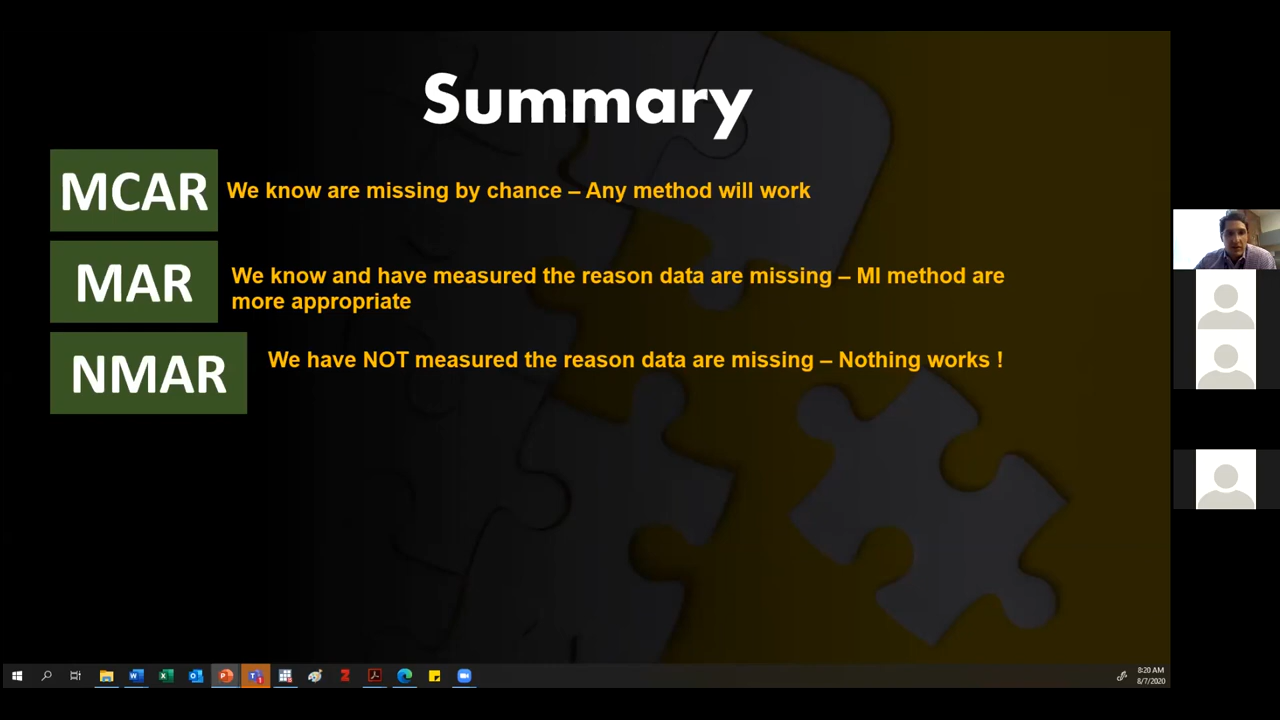 Summary
MCAR
We know are missing by chance – Any method will work
MAR
We know and have measured the reason data are missing – MI method are
more appropriate
NMAR
We have NOT measured the reason data are missing – Nothing works !
8:20 AM
8/7/2020